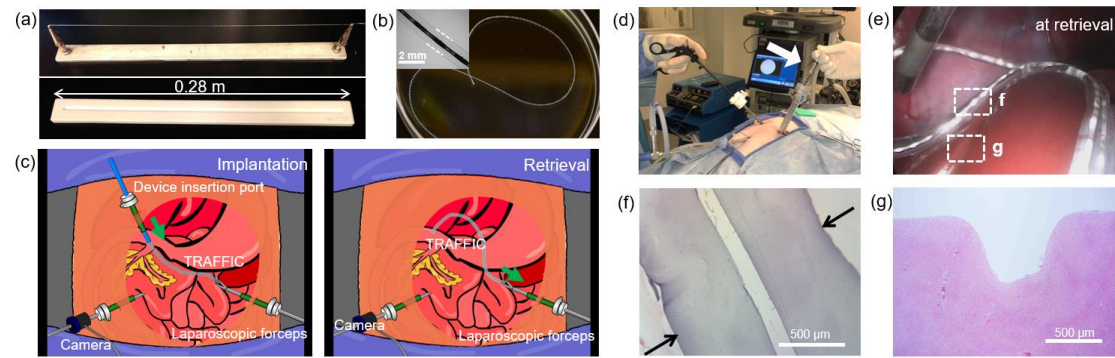 (a)
0.28 m
(b)
2 mm
(c)
Implantation
Device insertion port
TRAFFIC
Laparoscopic forceps
Camera
Retrieval
TRAFFIC
Camera
Laparoscopic forceps
(d)
(e)
at retrieval
f
g
(f)
500 µm
(g)
500 µm